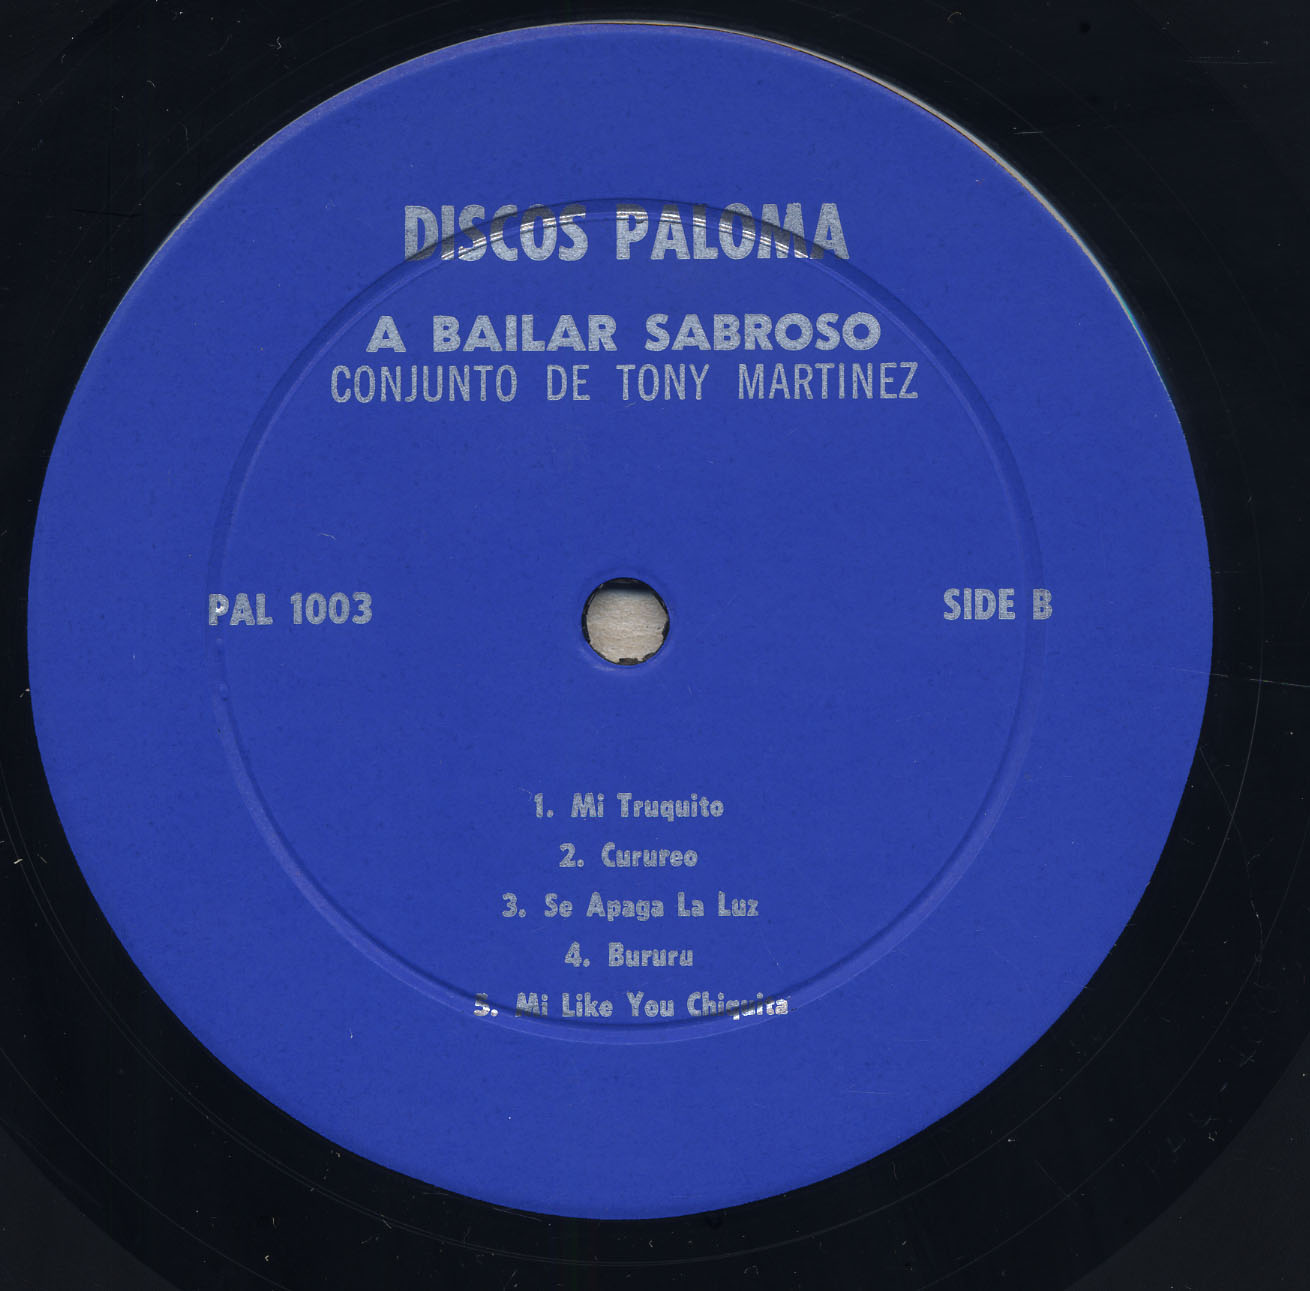 DISCOS PALOMA
A BAILAR SABROSO
CONJUNTO DE TONY MARTINEZ
PAL 1003
SIDE B
1. Mi Truquito
2. Curureo
3. Se Apaga La Luz
4. Bururu
5. Mi Like You Chiquita